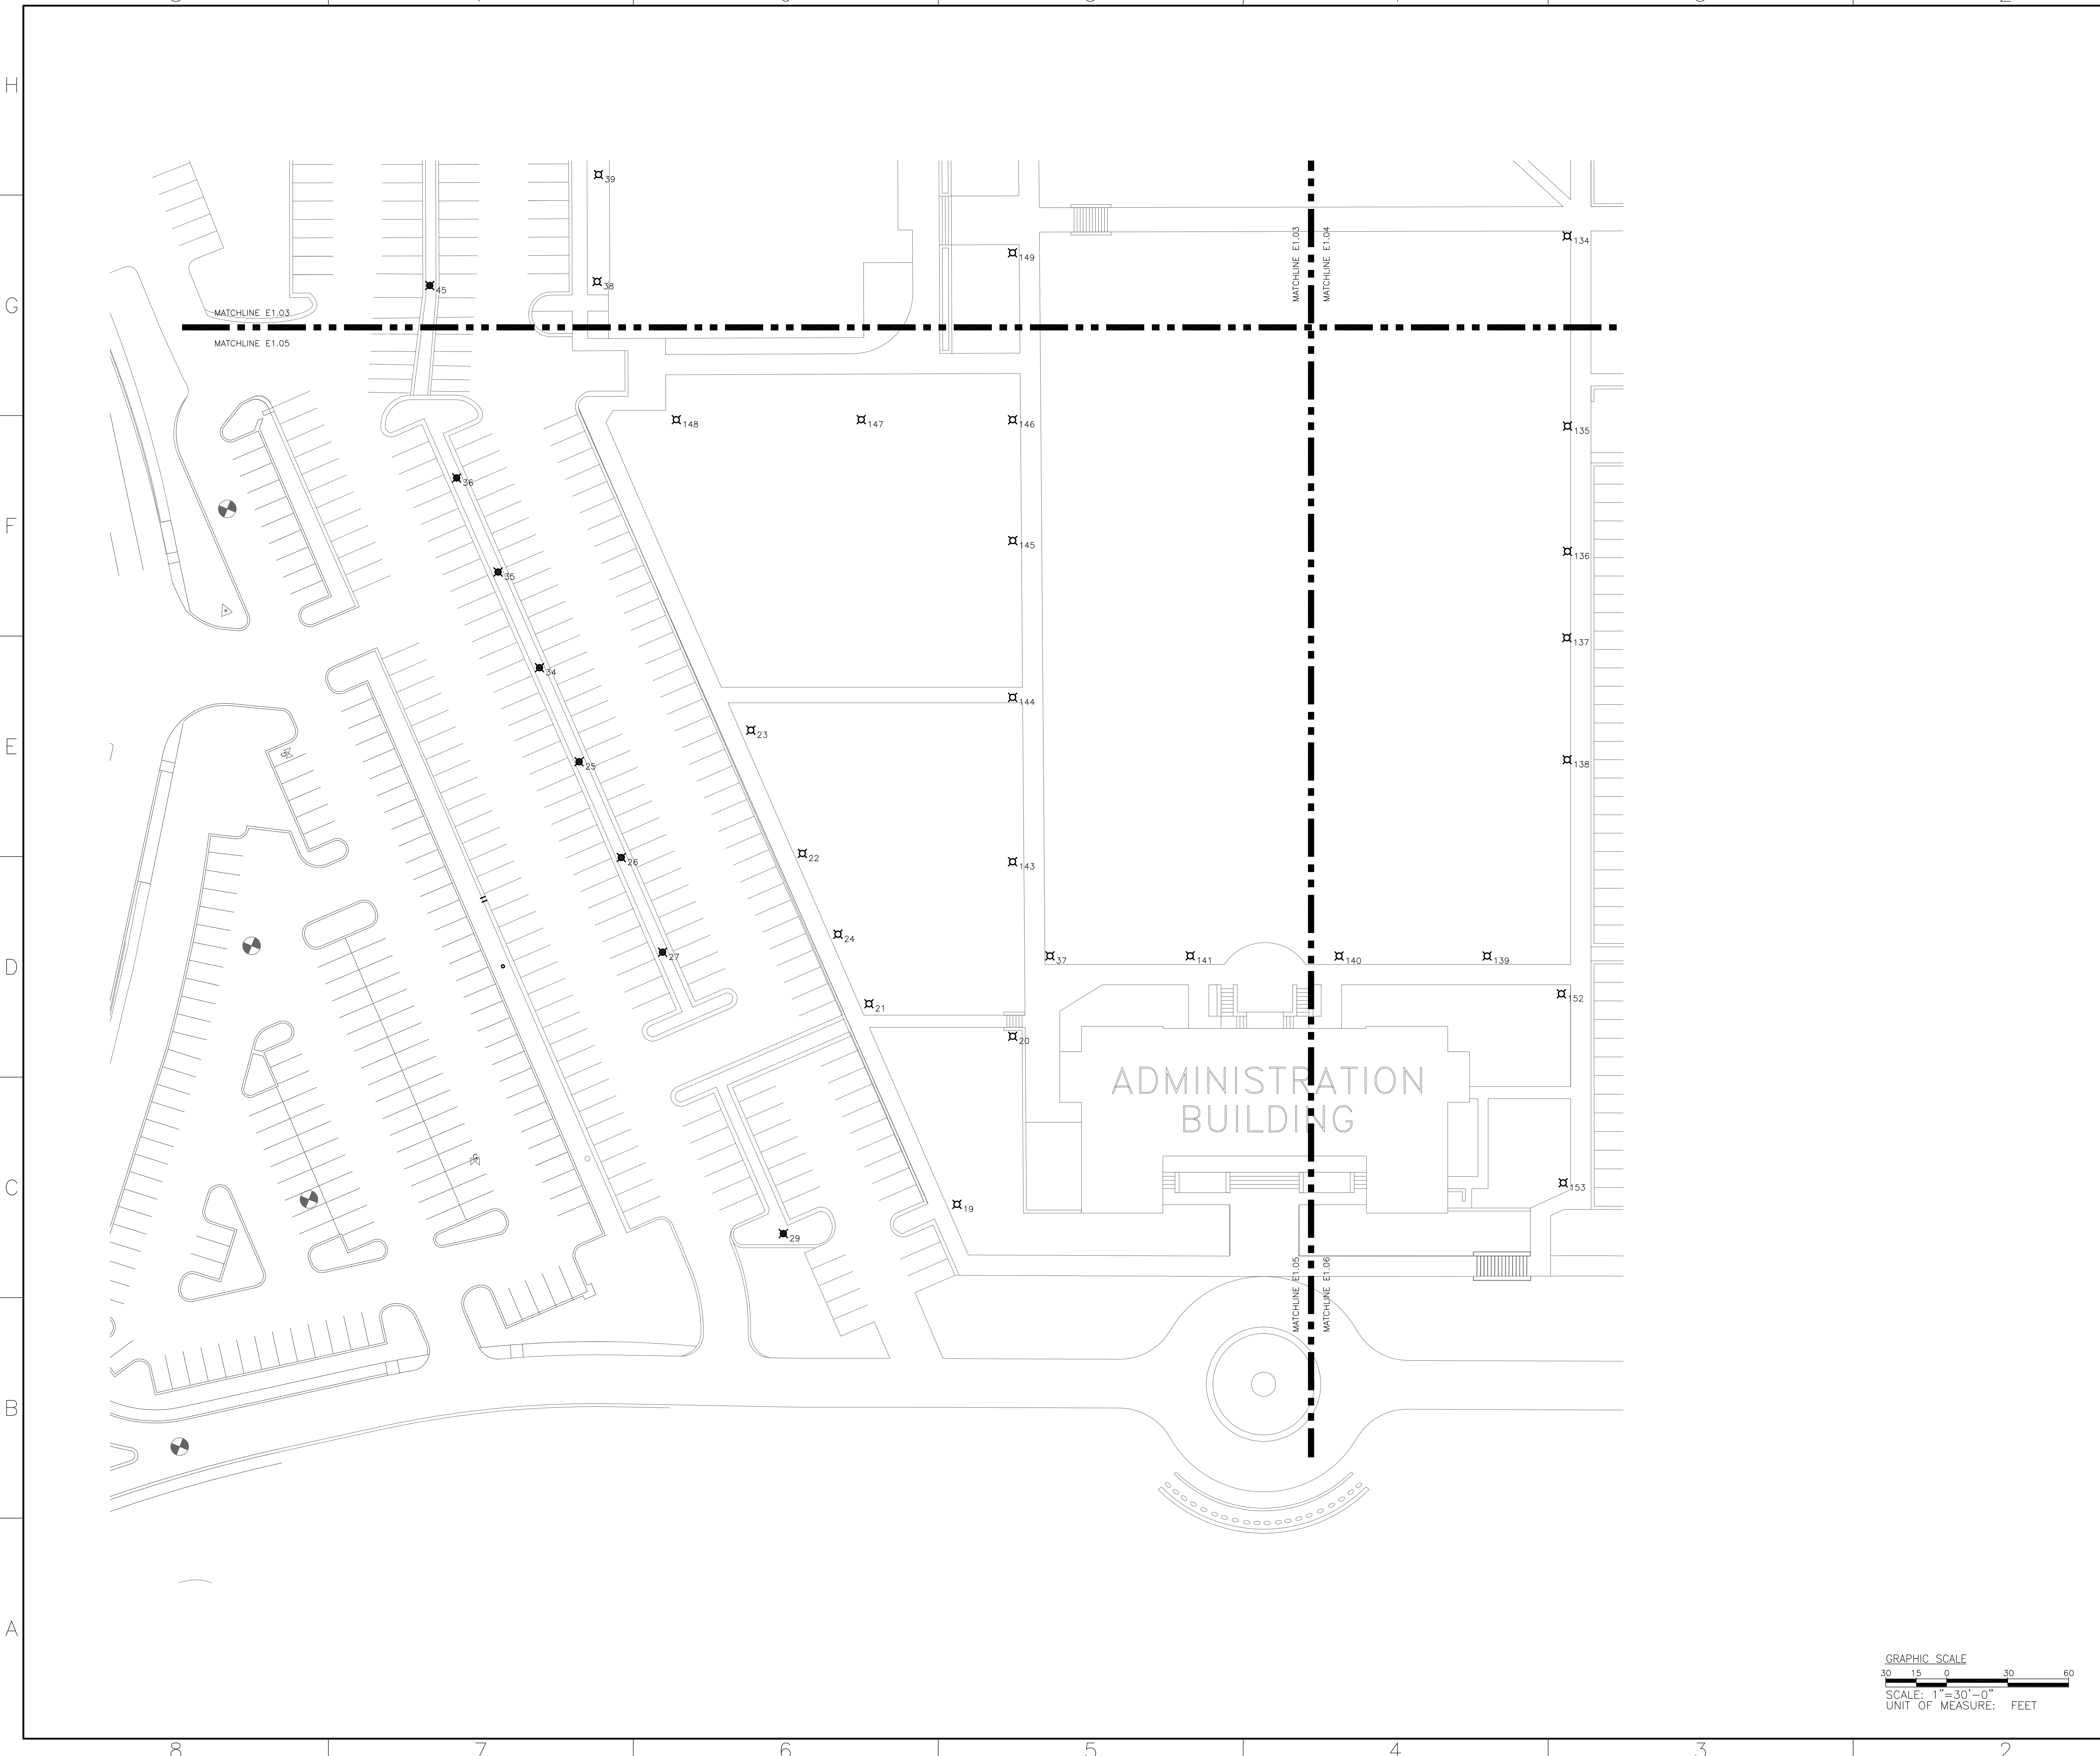 H
G
F
E
D
C
B
A
39
134
149
MATCHLINE E1.03
MATCHLINE E1.04
38
45
MATCHLINE E1.03
MATCHLINE E1.05
148
147
146
135
36
145
136
35
137
34
144
23
138
25
22
143
26
24
27
37
141
140
139
152
21
20
ADMINISTRATION
BUILDING
G
153
19
29
MATCHLINE E1.05
MATCHLINE E1.06
GRAPHIC SCALE
30 15 0 30 60
SCALE: 1"=30'-0"
UNIT OF MEASURE: FEET
8 7 6 5 4 3 2